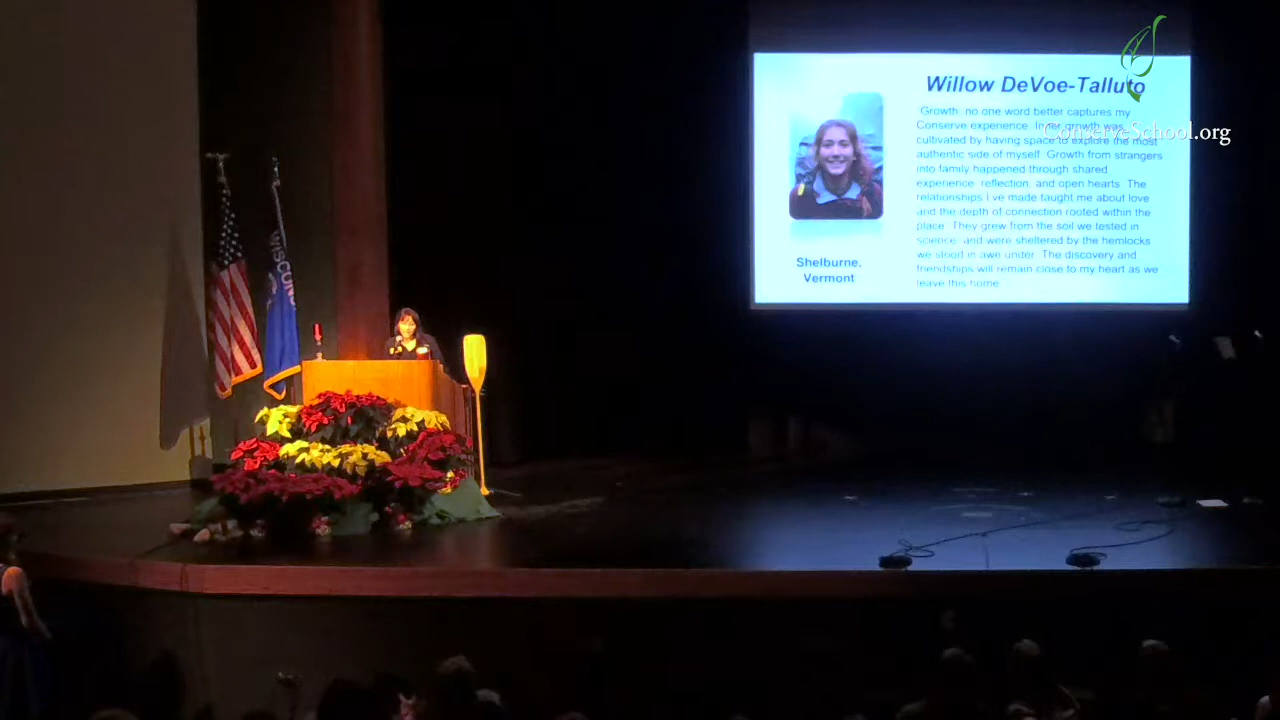 Willow DeVoe-Talluto
"Growth, no one word better captures my
Conserve experience. Inner growth was
cultivated by having space to explore the most
authentic side of myself. Growth from strangers
into family happened through shared
experience, reflection, and open hearts. The
relationships I've made taught me about love
and the depth of connection rooted within the
place. They grew from the soil we tested in
science, and were sheltered by the hemlocks
we stood in awe under. The discovery and
friendships will remain close to my heart as we
leave this home.
Shelburne,
Vermont
ConserveSchool.org
WISCON